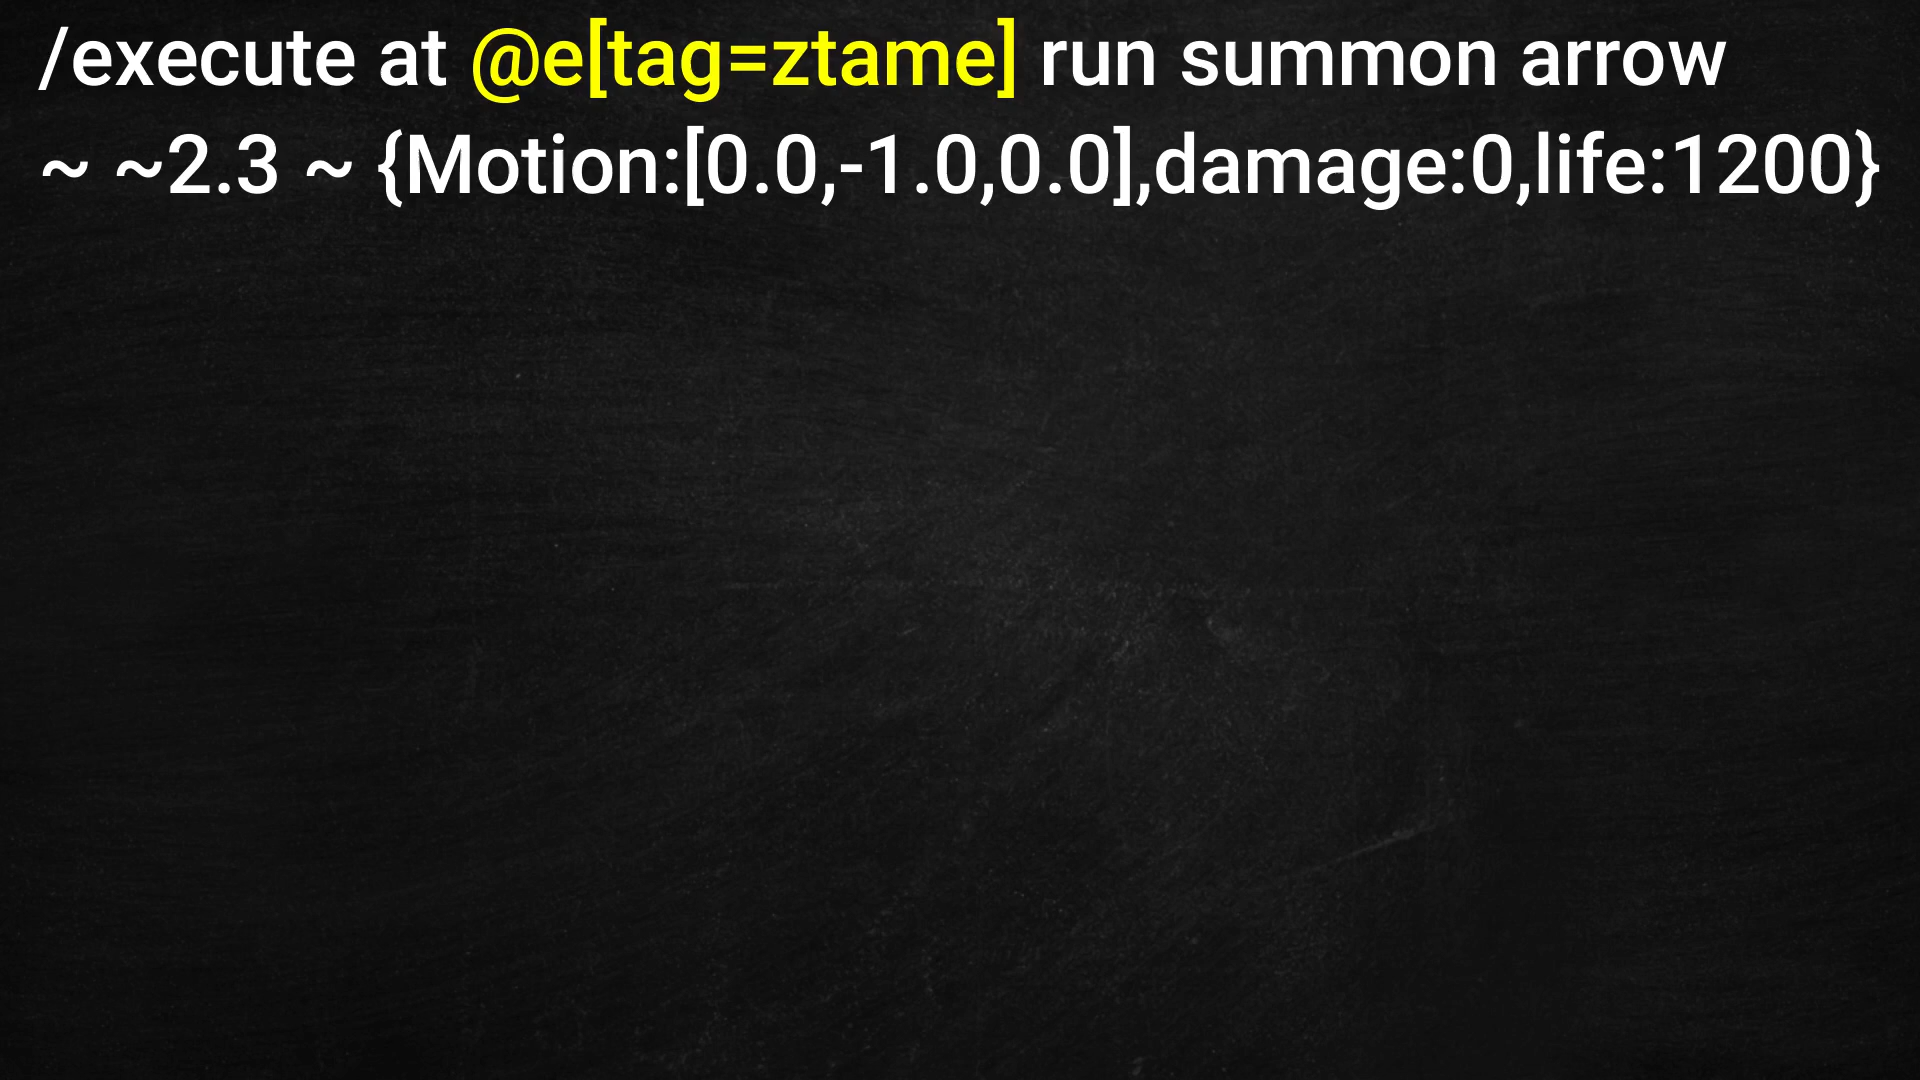 /execute at @e[tag=ztame] run summon arrow
~ ~2.3 ~ {Motion:[0.0,-1.0,0.0],damage:0,life:1200}